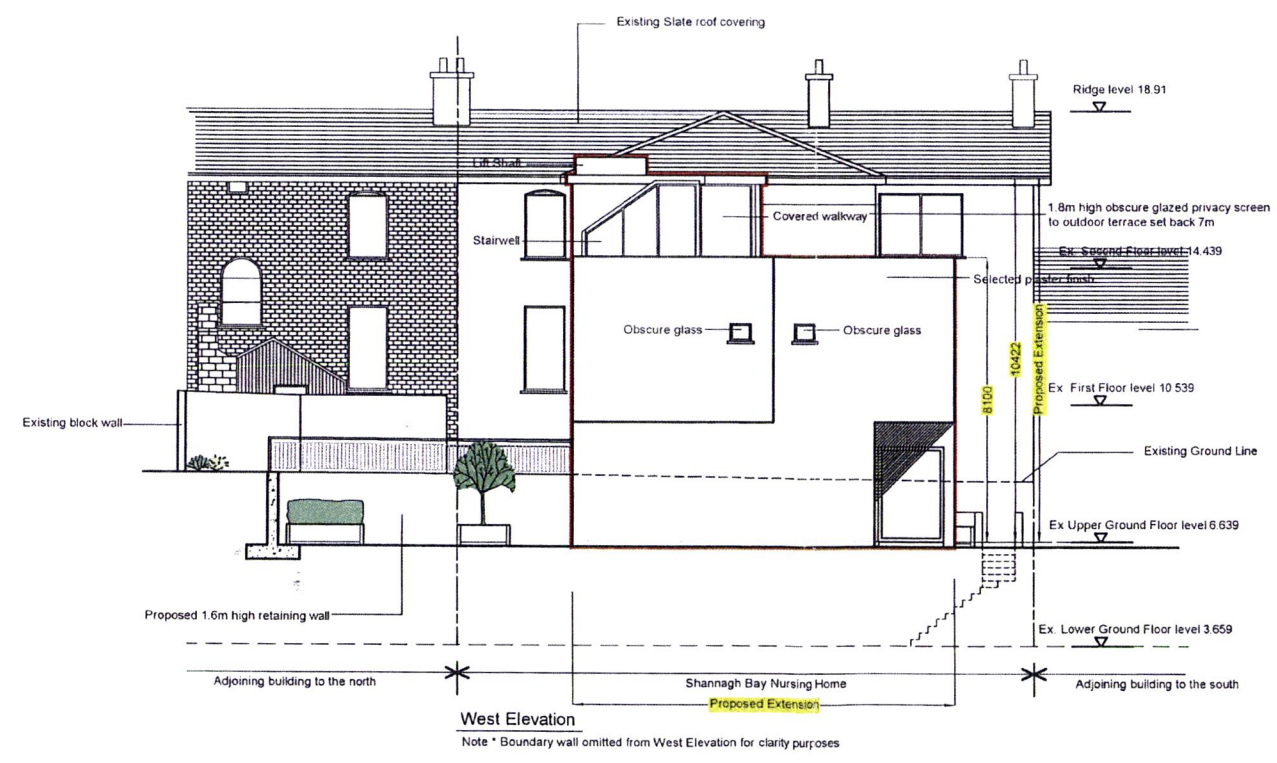 Existing Slate roof covering
Ridge level 18.91
Lift Shaft
Covered walkway
1.8m high obscure glazed privacy screen
to outdoor terrace set back 7m
Stairwell
Ex. Second Floor level 14.439
Selected plaster finish
Obscure glass
Obscure glass
10422
Proposed Extension
8100
Ex First Floor level 10 539
Existing block wall
Existing Ground Line
Ex Upper Ground Floor level 6.639
Proposed 1.6m high retaining wall
Ex. Lower Ground Floor level 3.659
Adjoining building to the north
Shannagh Bay Nursing Home
Adjoining building to the south
Proposed Extension
West Elevation
Note * Boundary wall omitted from West Elevation for clarity purposes